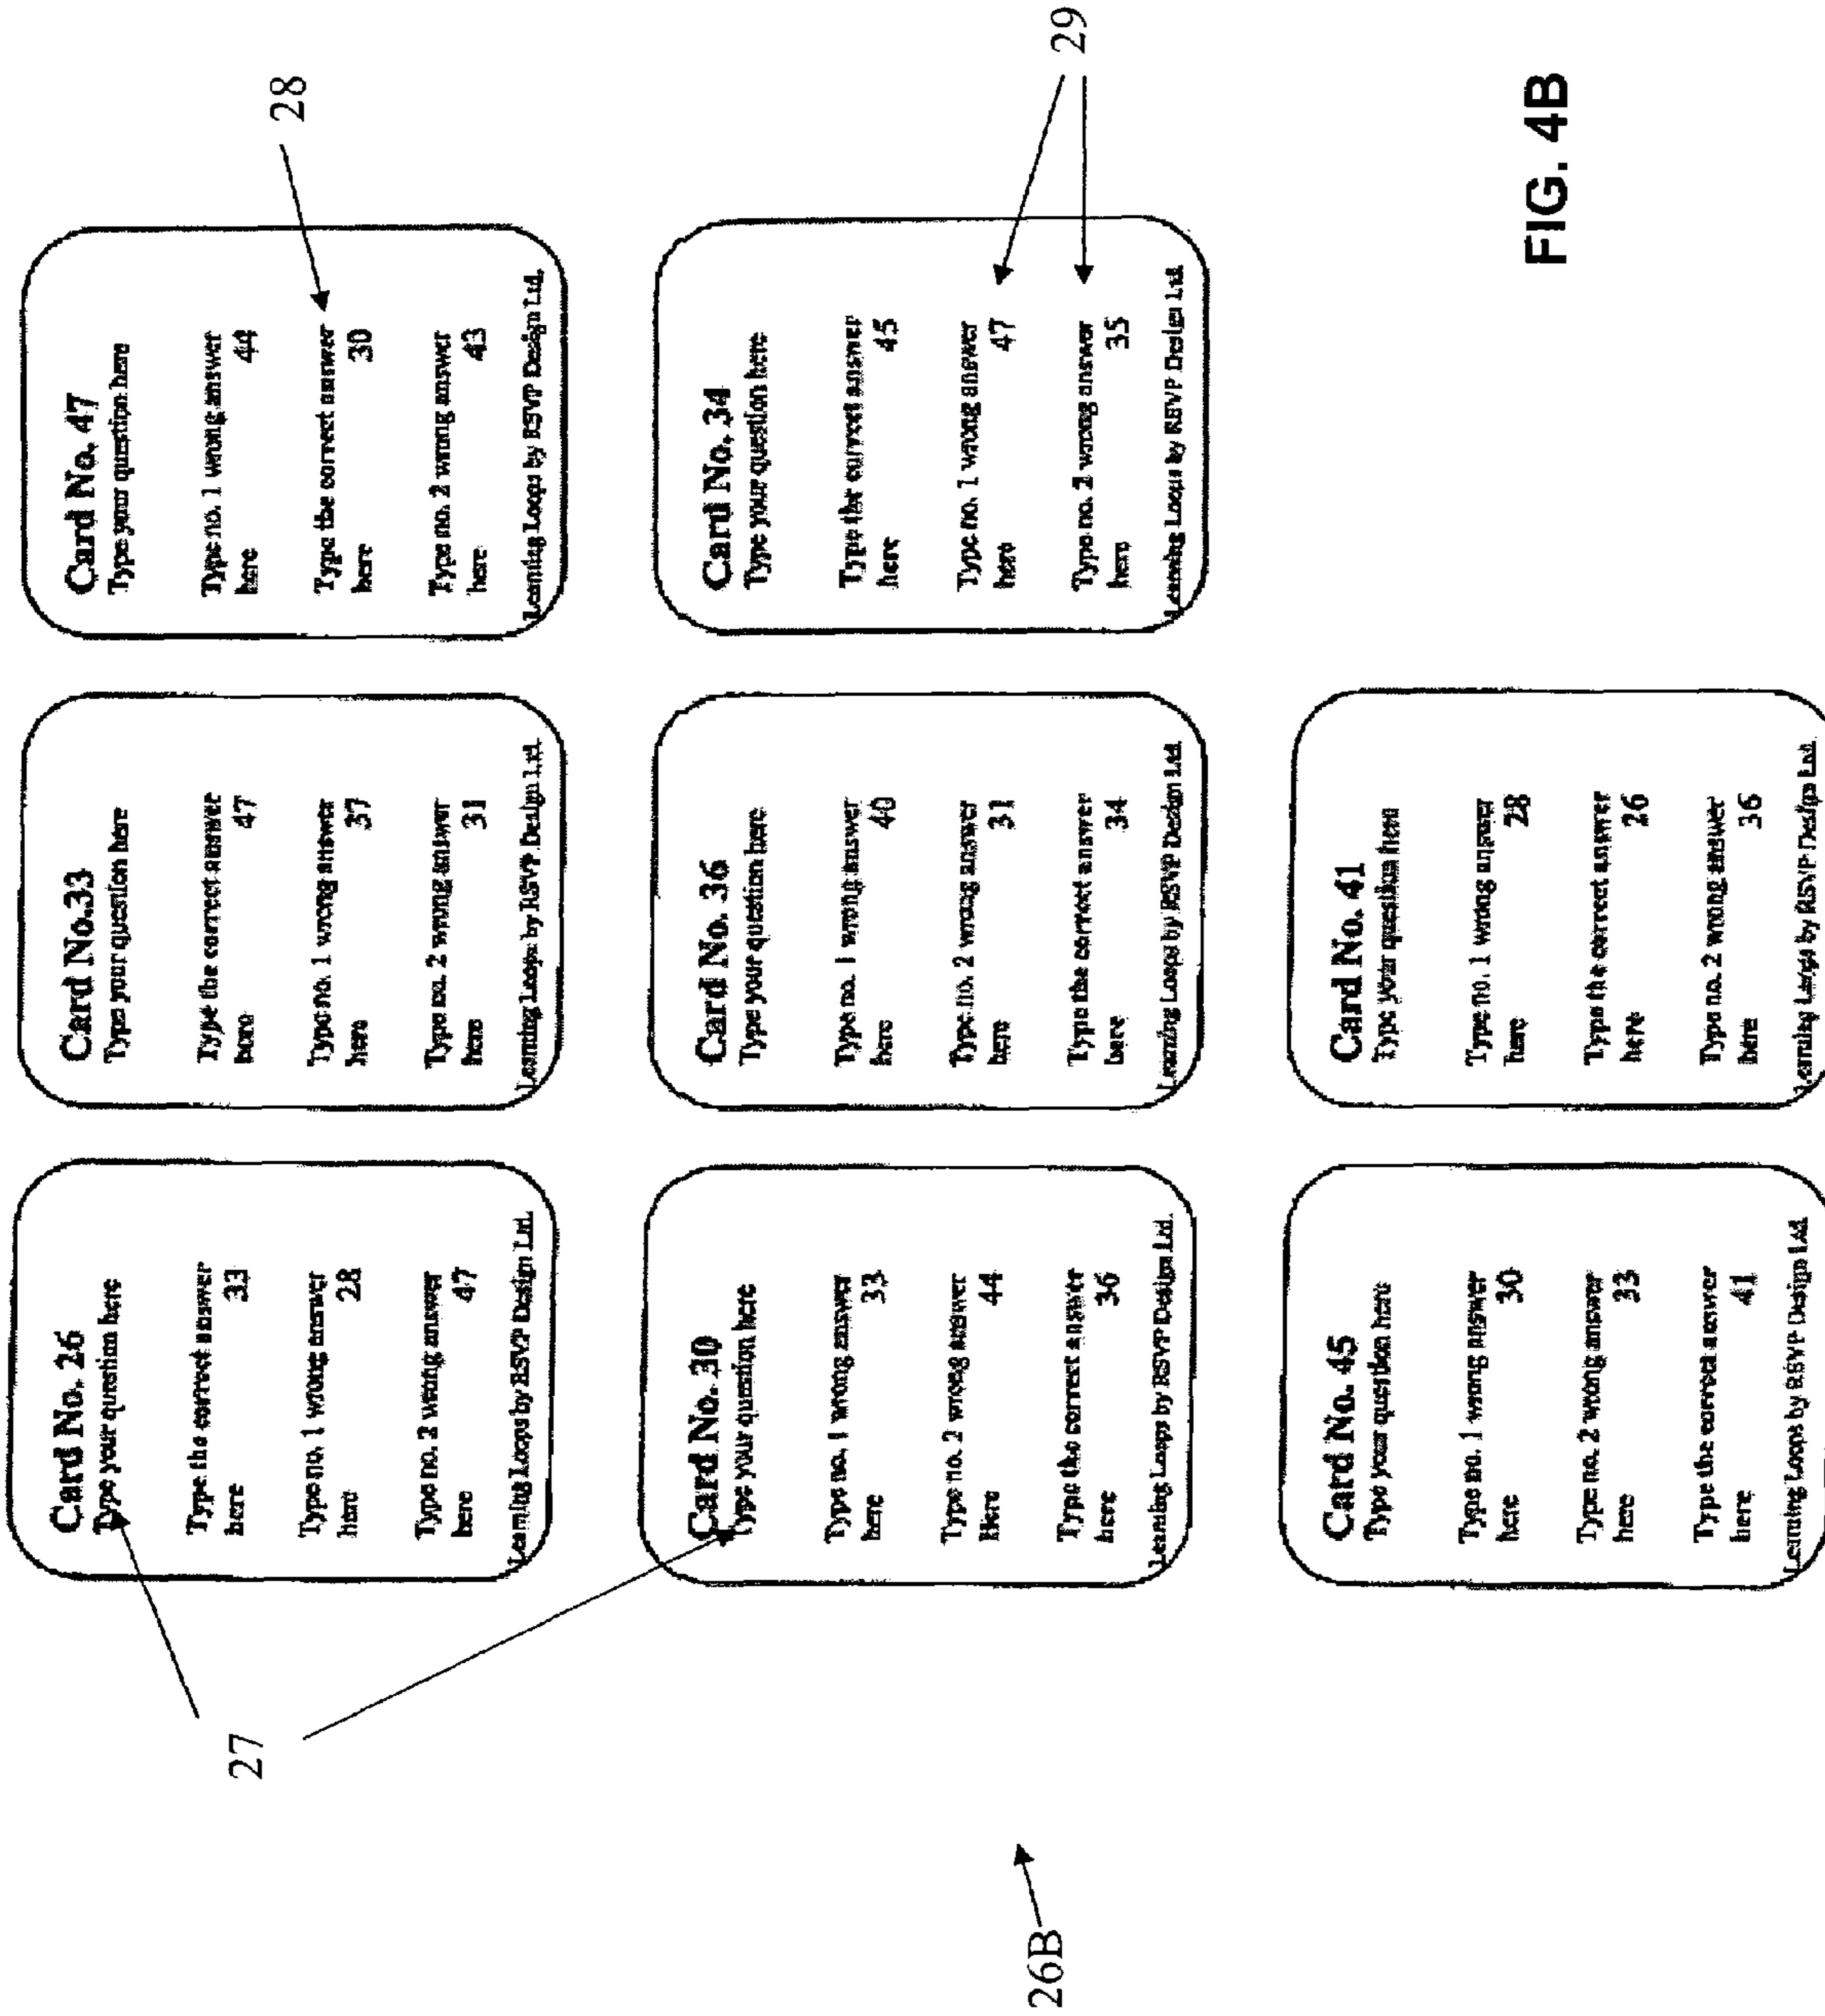 Card No. 26
Type your question here
Type the correct answer 33
here
Type no. 1 wrong answer 28
here
Type no. 2 wrong answer 47
here
Learning Loops by RSVP Design Ltd.
Card No.33
Type your question here
Type the correct answer 47
here
Type no. 1 wrong answer 37
here
Type no. 2 wrong answer 31
here
Learning Loops by RSVP Design Ltd.
Card No. 47
Type your question here
Type no. 1 wrong answer 44
here
Type the correct answer 30
here
Type no. 2 wrong answer 43
here
Learning Loops by RSVP Design Ltd.
Card No. 30
Type your question here
Type no. 1 wrong answer 33
here
Type no. 2 wrong answer 44
Here
Type the correct answer 36
here
Learning Loops by RSVP Design Ltd.
Card No. 36
Type your question here
Type no. 1 wrong answer 40
here
Type no. 2 wrong answer 31
here
Type the correct answer 34
here
Learning Loops by RSVP Design Ltd.
Card No. 34
Type your question here
Type the correct answer 45
here
Type no. 1 wrong answer 47
here
Type no. 2 wrong answer 35
here
Learning Loops by RSVP Design Ltd.
Card No. 45
Type your question here
Type no. 1 wrong answer 30
here
Type no. 2 wrong answer 33
here
Type the correct answer 41
here
Learning Loops by RSVP Design Ltd.
Card No. 41
Type your question here
Type no. 1 wrong answer 28
here
Type the correct answer 26
here
Type no. 2 wrong answer 36
here
Learning Loops by RSVP Design Ltd.
27
28
29
26B
FIG. 4B